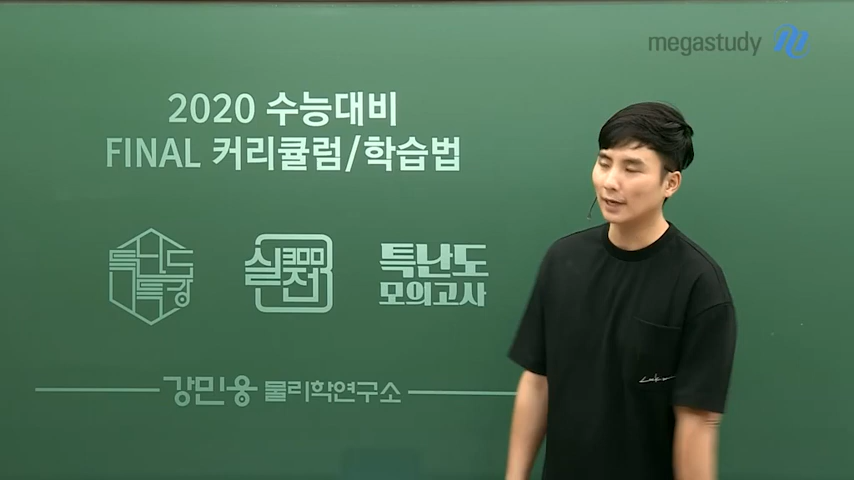 megastudy
2020 수능대비
FINAL 커리큘럼/학습법
특난도
특강
실전
300
특난도
모의고사
강민웅 물리학연구소